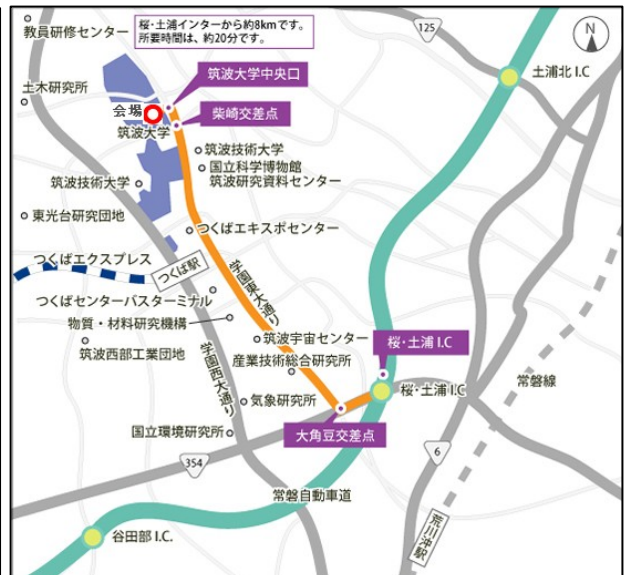 教員研修センター
桜・土浦インターから約8kmです。
所要時間は、約20分です。
125
N
土浦北 I.C
筑波大学中央口
土木研究所
会場
柴崎交差点
筑波大学
筑波技術大学
国立科学博物館
筑波研究資料センター
筑波技術大学
東光台研究団地
つくばエキスポセンター
つくばエクスプレス
つくば駅
学園東大通り
つくばセンターバスターミナル
物質・材料研究機構
筑波宇宙センター
桜・土浦 I.C
筑波西部工業団地
産業技術総合研究所
学園西大通り
桜・土浦 I.C
常磐線
気象研究所
大角豆交差点
国立環境研究所
6
354
常磐自動車道
荒川沖駅
谷田部 I.C.